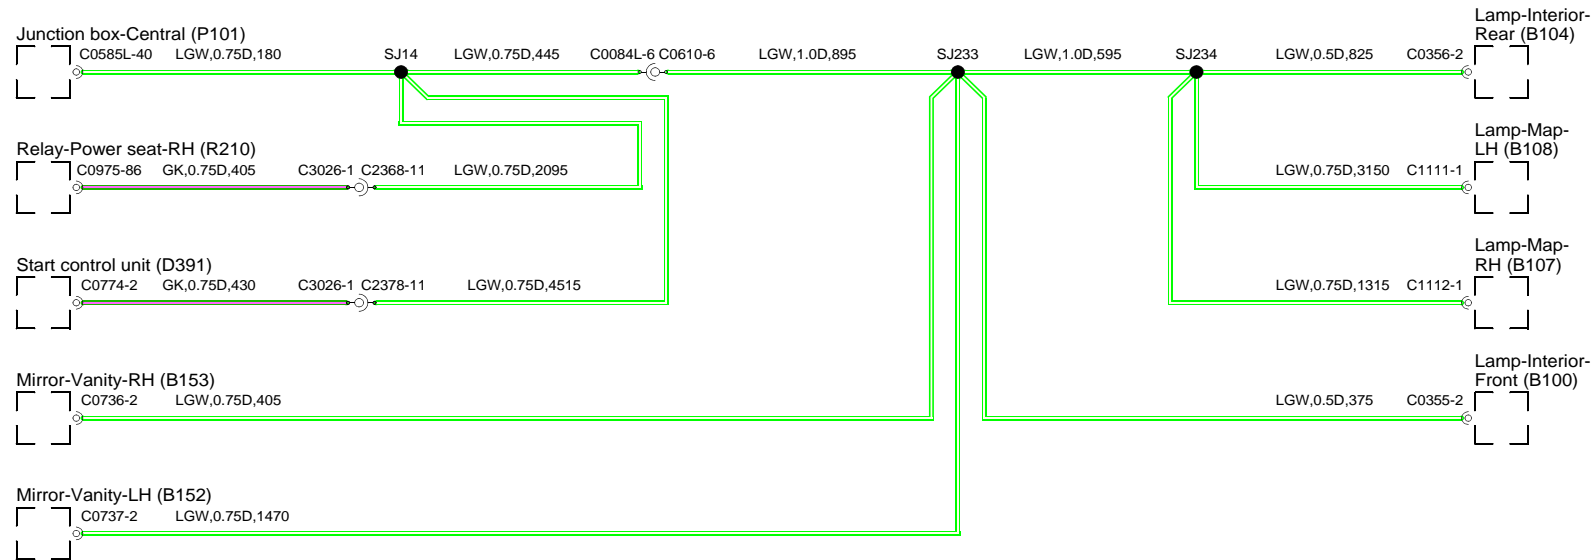 Junction box-Central (P101)
C0585L-40 LGW,0.75D,180 SJ14 LGW,0.75D,445 C0084L-6 C0610-6 LGW,1.0D,895 SJ233 LGW,1.0D,595 SJ234 LGW,0.5D,825 C0356-2
Lamp-Interior-
Rear (B104)
Relay-Power seat-RH (R210)
C0975-86 GK,0.75D,405 C3026-1 C2368-11 LGW,0.75D,2095
LGW,0.75D,3150 C1111-1
Lamp-Map-
LH (B108)
Start control unit (D391)
C0774-2 GK,0.75D,430 C3026-1 C2378-11 LGW,0.75D,4515
LGW,0.75D,1315 C1112-1
Lamp-Map-
RH (B107)
Mirror-Vanity-RH (B153)
C0736-2 LGW,0.75D,405
LGW,0.5D,375 C0355-2
Lamp-Interior-
Front (B100)
Mirror-Vanity-LH (B152)
C0737-2 LGW,0.75D,1470